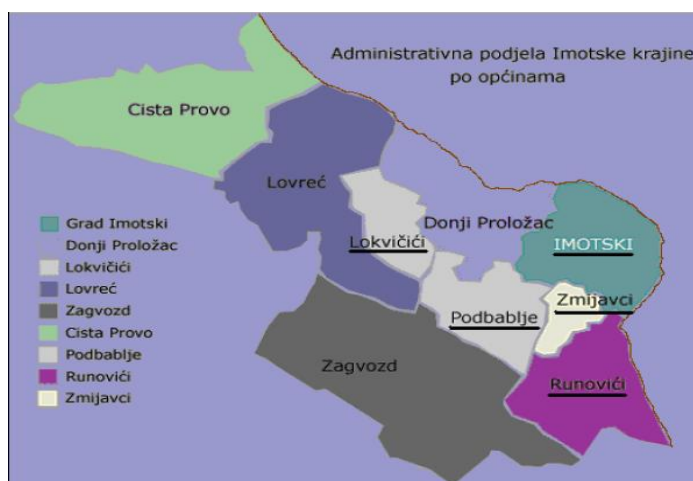 Administrativna podjela Imotske krajine
po općinama
Cista Provo
Lovreć
Donji Proložac
Lokvičići
IMOTSKI
Zmijavci
Podbablje
Zagvozd
Runovići
Grad Imotski
Donji Proložac
Lokvičići
Lovreć
Zagvozd
Cista Provo
Podbablje
Runovići
Zmijavci